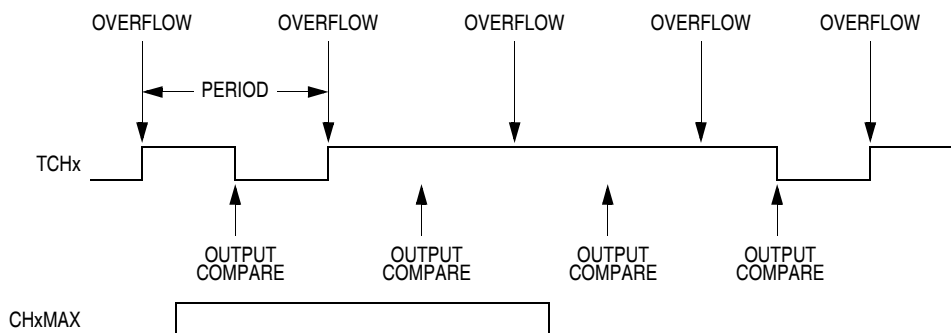 OVERFLOW OVERFLOW OVERFLOW OVERFLOW OVERFLOW
PERIOD
TCHx
OUTPUT OUTPUT OUTPUT OUTPUT
COMPARE COMPARE COMPARE COMPARE
CHxMAX